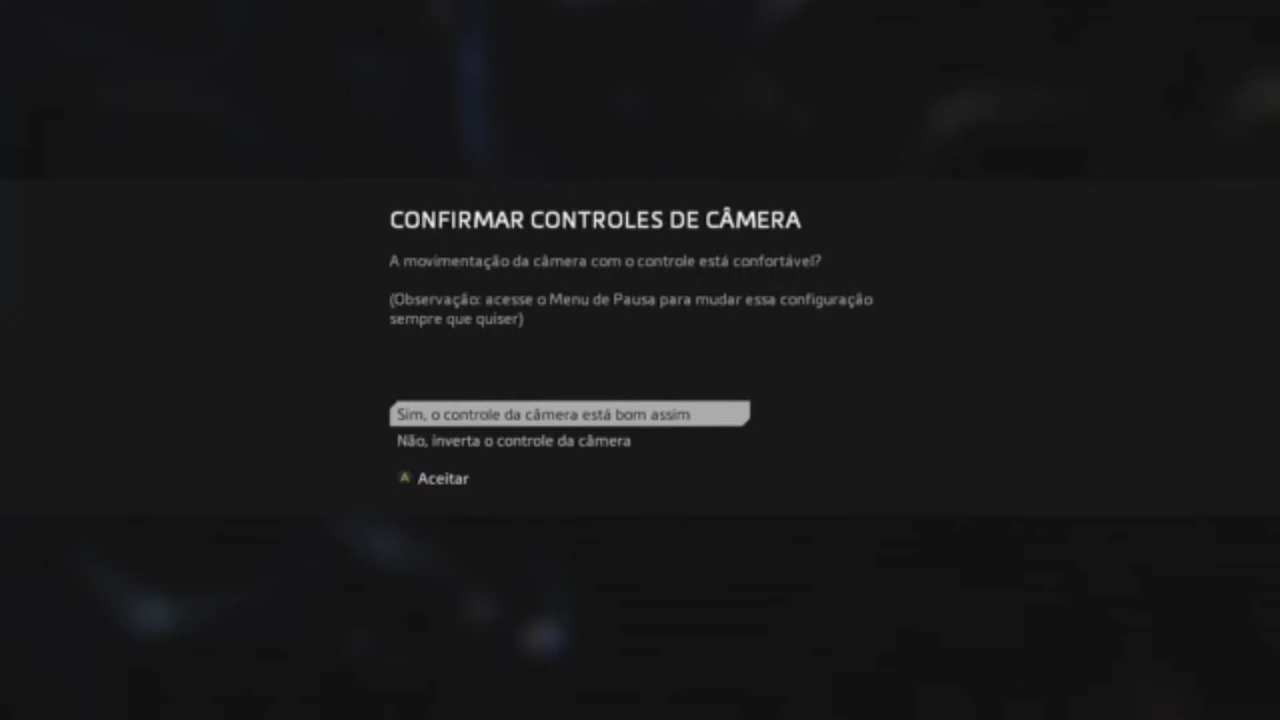 CONFIRMAR CONTROLES DE CÂMERA
A movimentação da câmera com o controle está confortável?
(Observação: acesse o Menu de Pausa para mudar essa configuração
sempre que quiser)
Sim, o controle da câmera está bom assim
Não, inverta o controle da câmera
A Aceitar